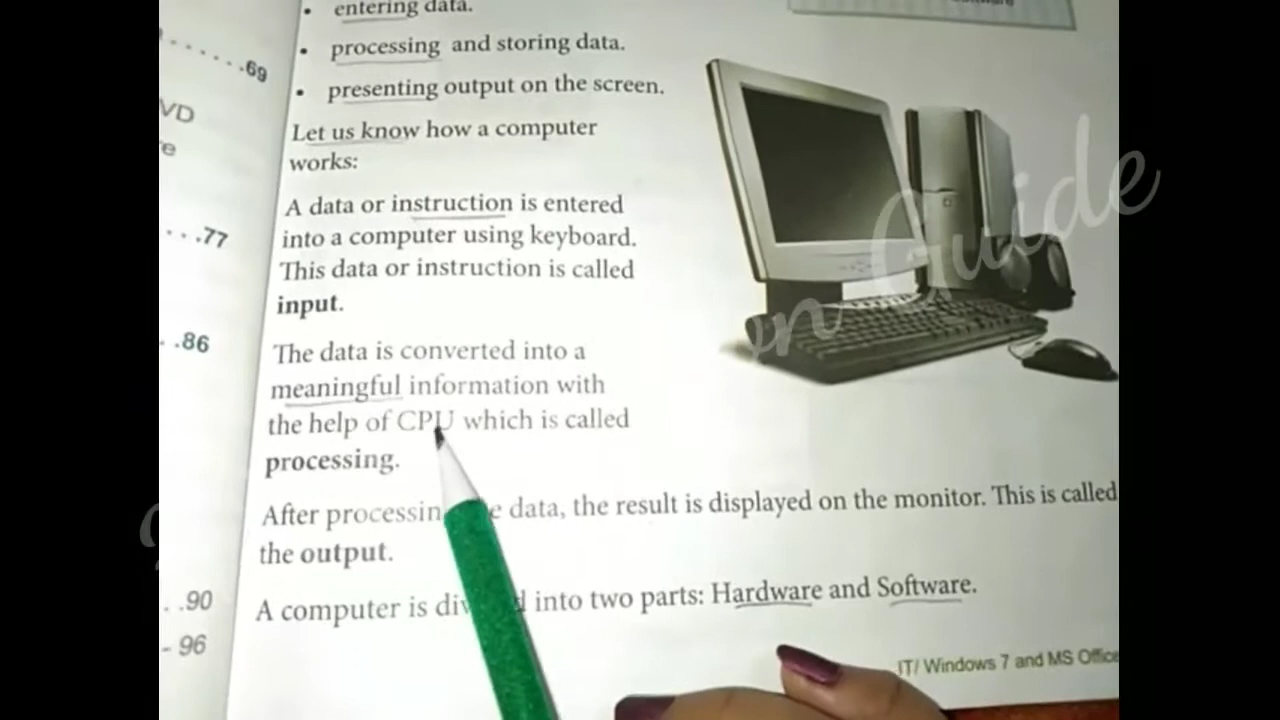 • entering data.
• processing and storing data.
• presenting output on the screen.
Let us know how a computer
works:
A data or instruction is entered
into a computer using keyboard.
This data or instruction is called
input.
The data is converted into a
meaningful information with
the help of CPU which is called
processing.
After processin e data, the result is displayed on the monitor. This is called
the output.
A computer is div d into two parts: Hardware and Software.
IT/ Windows 7 and MS Office
......69
VD
e
...77
..86
..90
- 96
Guide